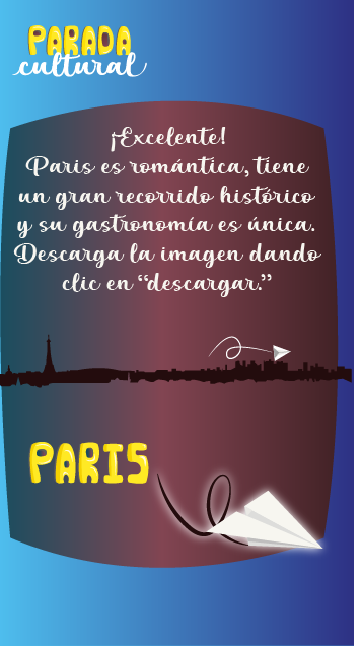 PARADA
cultural
¡Excelente!
Paris es romántica, tiene
un gran recorrido histórico
y su gastronomía es única.
Descarga la imagen dando
clic en “descargar.”
PARIS